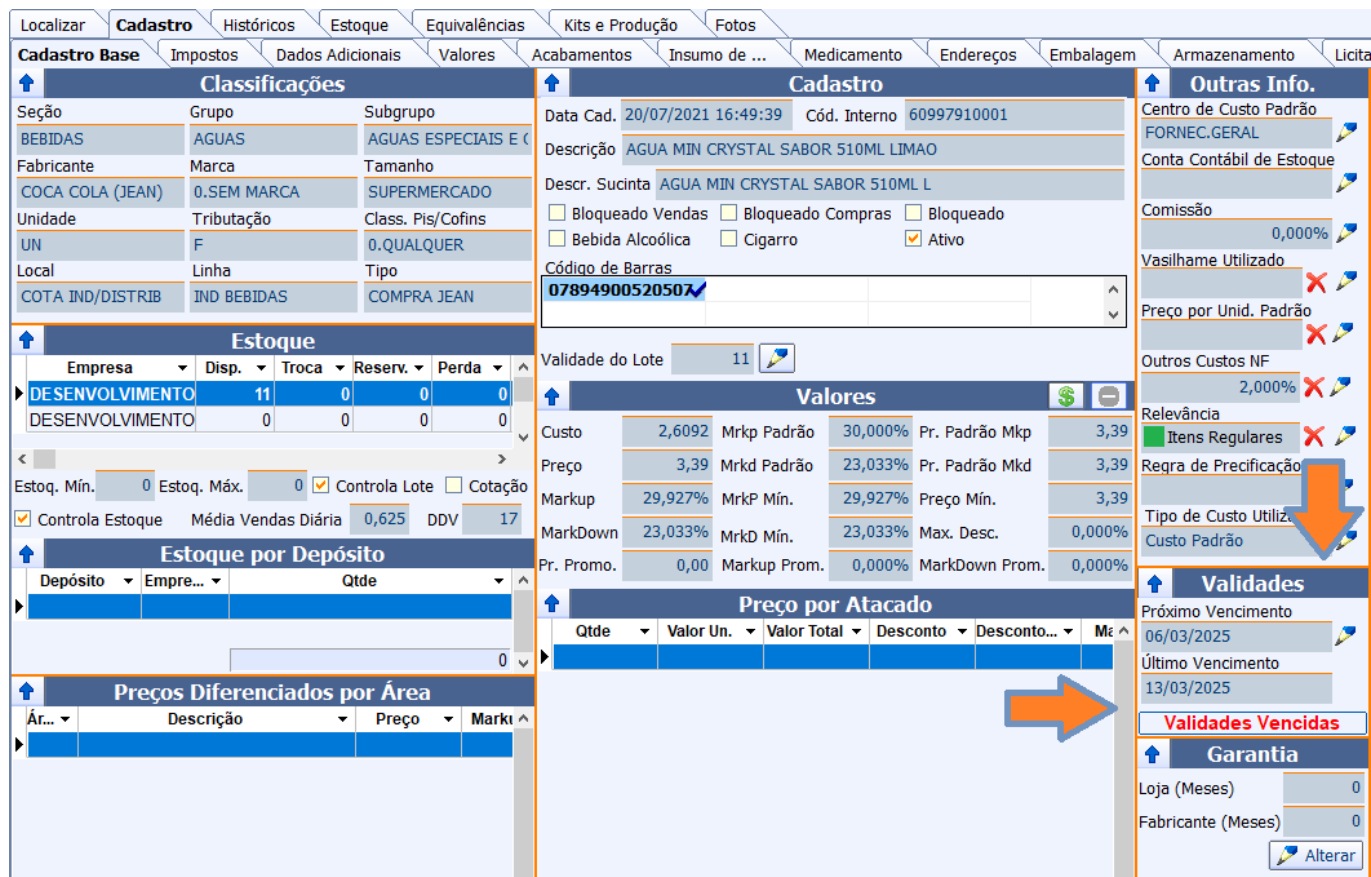 Localizar Cadastro Históricos Estoque Equivalências Kits e Produção Fotos
Cadastro Base Impostos Dados Adicionais Valores Acabamentos Insumo de ... Medicamento Endereços Embalagem Armazenamento Licita
Classificações
Seção Grupo Subgrupo
BEBIDAS AGUAS AGUAS ESPECIAIS E
Fabricante Marca Tamanho
COCA COLA (JEAN) 0.SEM MARCA SUPERMERCADO
Unidade Tributação Class. Pis/Cofins
UN F 0.QUALQUER
Local Linha Tipo
COTA IND/DISTRIB IND BEBIDAS COMPRA JEAN
Estoque
Empresa Disp. Troca Reserv. Perda
DESENVOLVIMENTO 11 0 0 0
DESENVOLVIMENTO 0 0 0 0
Estoq. Mín. 0 Estoq. Máx. 0 Controla Lote Cotação
Controla Estoque Média Vendas Diária 0,625 DDV 17
Estoque por Depósito
Depósito Empre... Qtde
0
Preços Diferenciados por Área
Ár... Descrição Preço Marku
Cadastro
Data Cad. 20/07/2021 16:49:39 Cód. Interno 60997910001
Descrição AGUA MIN CRYSTAL SABOR 510ML LIMAO
Descr. Sucinta AGUA MIN CRYSTAL SABOR 510ML L
Bloqueado Vendas Bloqueado Compras Bloqueado
Bebida Alcoólica Cigarro Ativo
Código de Barras
07894900520507
Validade do Lote 11
Valores
Custo 2,6092 Mrkp Padrão 30,000% Pr. Padrão Mkp 3,39
Preço 3,39 Mrkd Padrão 23,033% Pr. Padrão Mkd 3,39
Markup 29,927% MrkP Mín. 29,927% Preço Mín. 3,39
MarkDown 23,033% MrkD Mín. 23,033% Max. Desc. 0,000%
Pr. Promo. 0,00 Markup Prom. 0,000% MarkDown Prom. 0,000%
Preço por Atacado
Qtde Valor Un. Valor Total Desconto Desconto... Ma
Outras Info.
Centro de Custo Padrão
FORNEC.GERAL
Conta Contábil de Estoque
Comissão
0,000%
Vasilhame Utilizado
Preço por Unid. Padrão
Outros Custos NF
2,000%
Relevância
Itens Regulares
Regra de Precificação
Tipo de Custo Utiliz
Custo Padrão
Validades
Próximo Vencimento
06/03/2025
Último Vencimento
13/03/2025
Validades Vencidas
Garantia
Loja (Meses) 0
Fabricante (Meses) 0
Alterar